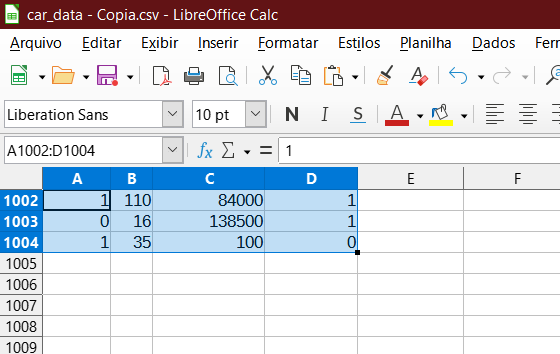 car_data - Copia.csv - LibreOffice Calc
Arquivo Editar Exibir Inserir Formatar Estilos Planilha Dados Ferr
Liberation Sans 10 pt N I S A
A1002:D1004 fx Σ = 1
A B C D E F
1002 1 110 84000 1
1003 0 16 138500 1
1004 1 35 100 0
1005
1006
1007
1008
1009